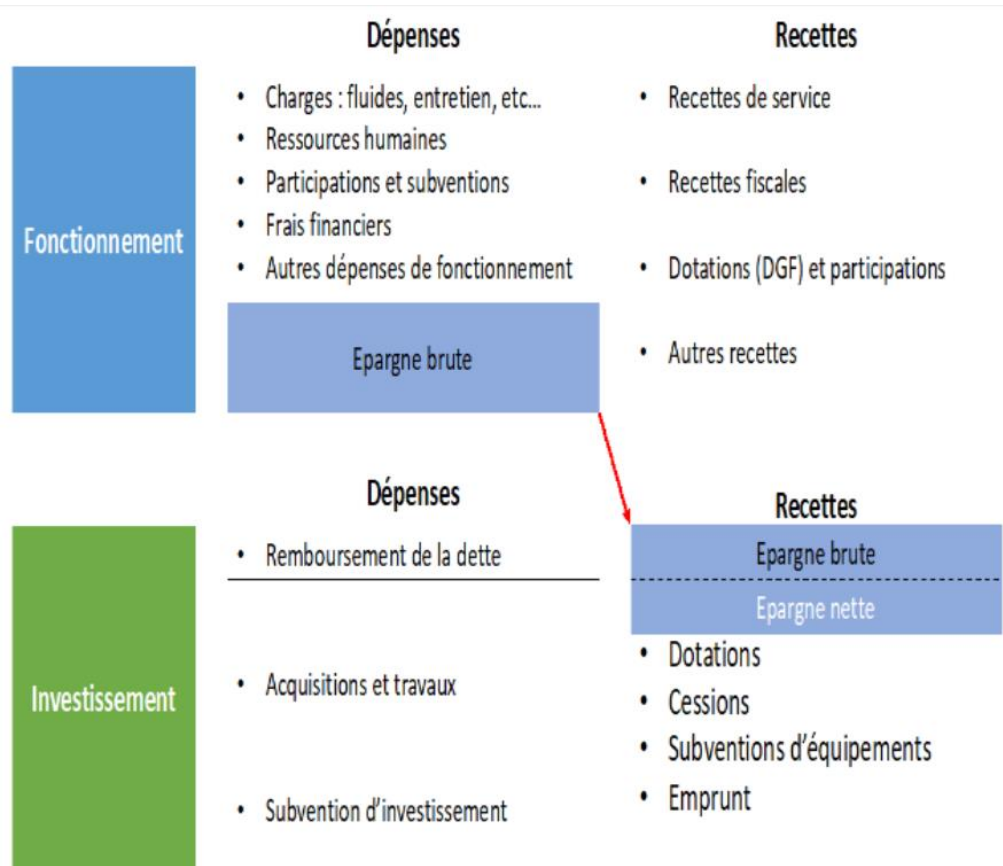 Dépenses
Recettes
Fonctionnement
• Charges : fluides, entretien, etc...
• Ressources humaines
• Participations et subventions
• Frais financiers
• Autres dépenses de fonctionnement
Epargne brute
• Recettes de service
• Recettes fiscales
• Dotations (DGF) et participations
• Autres recettes
Dépenses
Recettes
Investissement
• Remboursement de la dette
• Acquisitions et travaux
• Subvention d'investissement
Epargne brute
Epargne nette
• Dotations
• Cessions
• Subventions d'équipements
• Emprunt